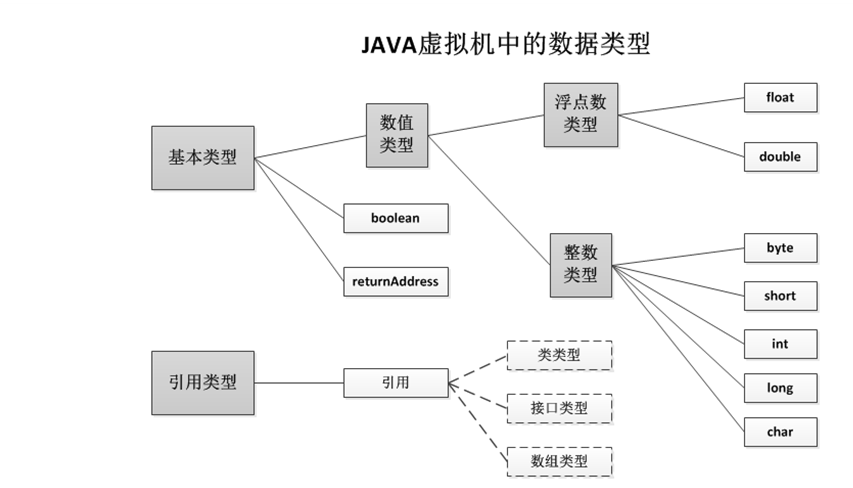 JAVA虚拟机中的数据类型
基本类型
数值
类型
boolean
returnAddress
浮点数
类型
float
double
整数
类型
byte
short
int
long
char
引用类型
引用
类类型
接口类型
数组类型